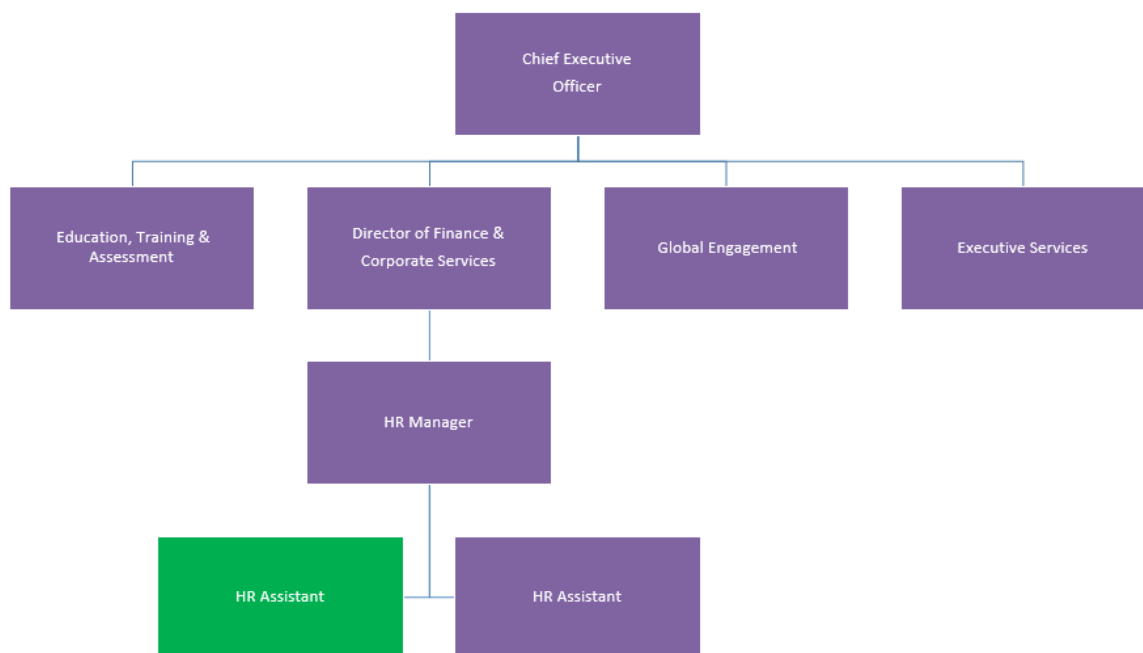 Chief Executive
Officer
Education, Training &
Assessment
Director of Finance &
Corporate Services
Global Engagement
Executive Services
HR Manager
HR Assistant
HR Assistant